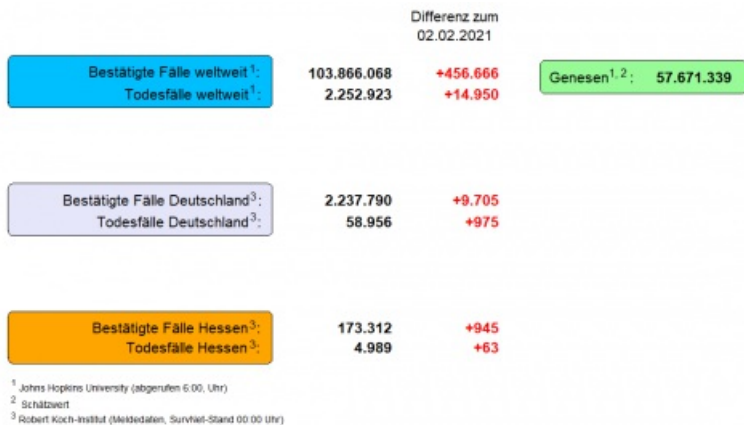 Differenz zum
02.02.2021
Bestätigte Fälle weltweit¹: 103.866.068 +456.666 Genesen¹,²: 57.671.339
Todesfälle weltweit¹: 2.252.923 +14.950
Bestätigte Fälle Deutschland³: 2.237.790 +9.705
Todesfälle Deutschland³: 58.956 +975
Bestätigte Fälle Hessen³: 173.312 +945
Todesfälle Hessen³: 4.989 +63
¹ Johns Hopkins University (abgerufen 6:00, Uhr)
² Schätzwert
³ Robert Koch-Institut (Meldedaten, SurvNet-Stand 00:00 Uhr)